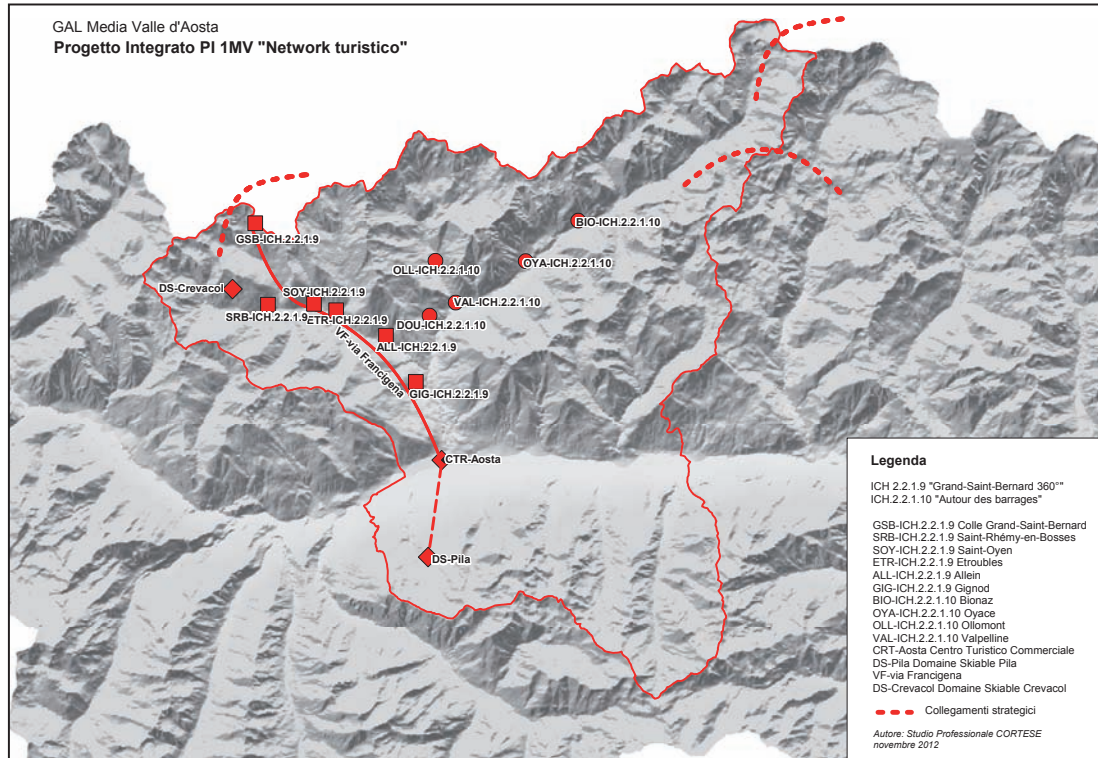 GAL Media Valle d'Aosta
Progetto Integrato PI 1MV "Network turistico"
GSB-ICH.2.2.1.9
BIO-ICH.2.2.1.10
OLL-ICH.2.2.1.10
OYA-ICH.2.2.1.10
DS-Crevacol
SOY-ICH.2.2.1.9
VAL-ICH.2.2.1.10
SRB-ICH.2.2.1.9
ETR-ICH.2.2.1.9
DOU-ICH.2.2.1.10
ALL-ICH.2.2.1.9
VF-via Francigena
GIG-ICH.2.2.1.9
CTR-Aosta
DS-Pila
Legenda
ICH 2.2.1.9 "Grand-Saint-Bernard 360°"
ICH.2.2.1.10 "Autour des barrages"
GSB-ICH.2.2.1.9 Colle Grand-Saint-Bernard
SRB-ICH.2.2.1.9 Saint-Rhémy-en-Bosses
SOY-ICH.2.2.1.9 Saint-Oyen
ETR-ICH.2.2.1.9 Etroubles
ALL-ICH.2.2.1.9 Allein
GIG-ICH.2.2.1.9 Gignod
BIO-ICH.2.2.1.10 Bionaz
OYA-ICH.2.2.1.10 Oyace
OLL-ICH.2.2.1.10 Ollomont
VAL-ICH.2.2.1.10 Valpelline
CRT-Aosta Centro Turistico Commerciale
DS-Pila Domaine Skiable Pila
VF-via Francigena
DS-Crevacol Domaine Skiable Crevacol
Collegamenti strategici
Autore: Studio Professionale CORTESE
novembre 2012